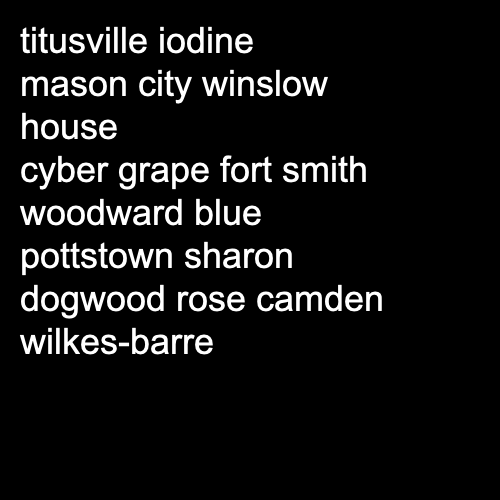 titusville iodine
mason city winslow
house
cyber grape fort smith
woodward blue
pottstown sharon
dogwood rose camden
wilkes-barre